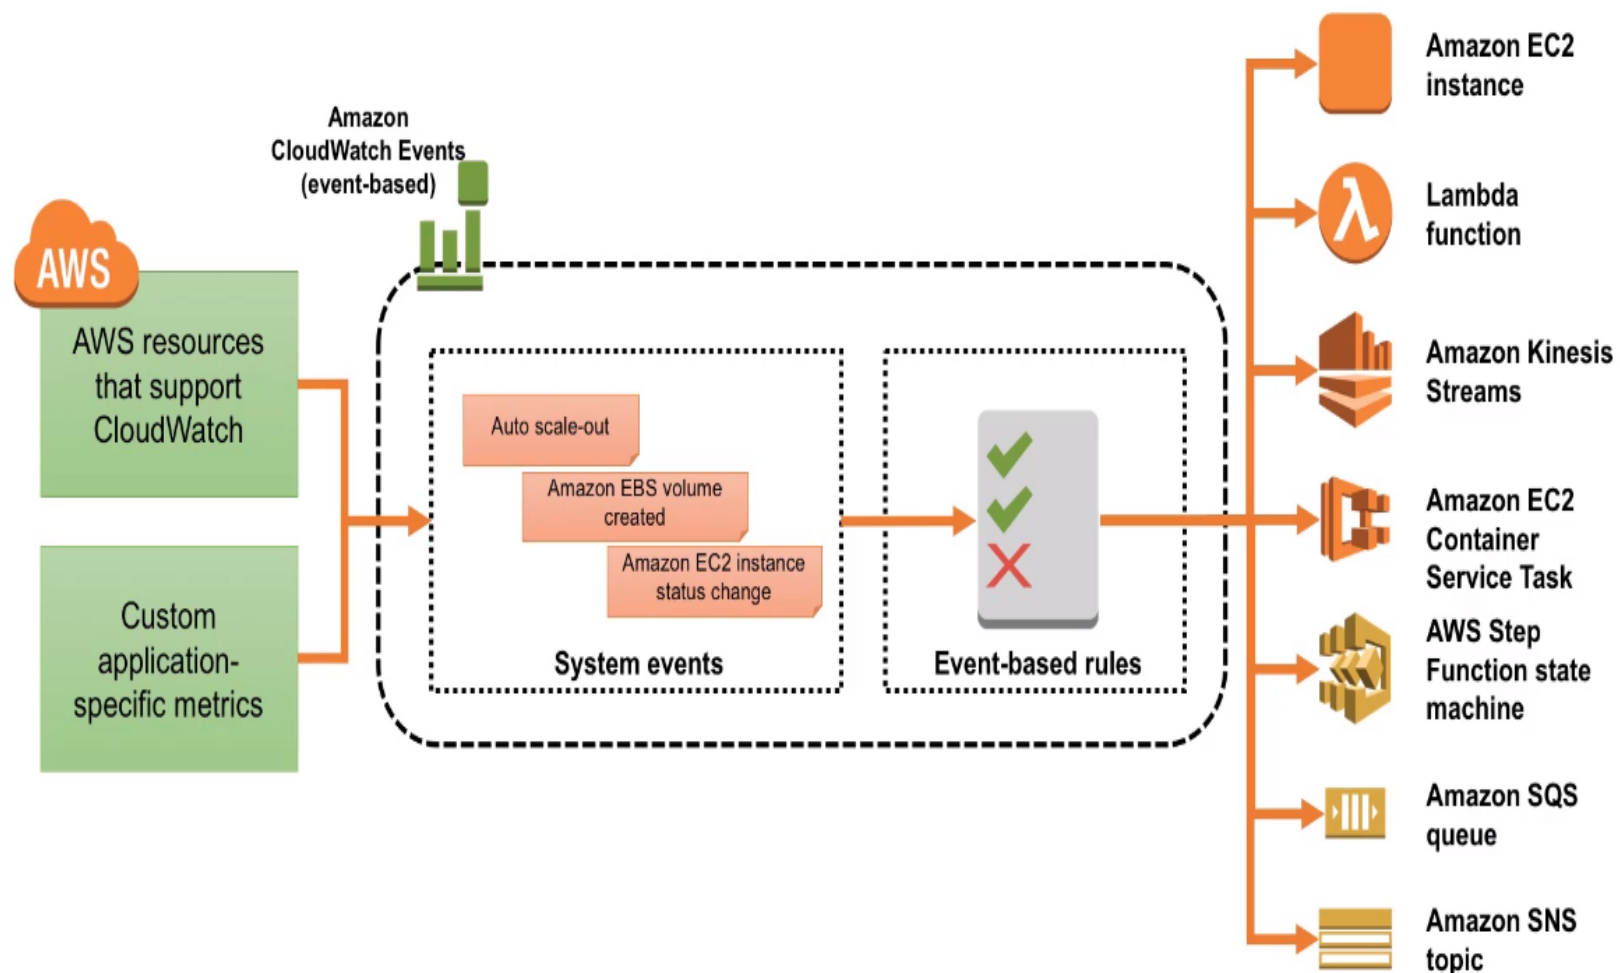 Amazon
CloudWatch Events
(event-based)
AWS
AWS resources
that support
CloudWatch
Custom
application-
specific metrics
Auto scale-out
Amazon EBS volume
created
Amazon EC2 instance
status change
System events
Event-based rules
Amazon EC2
instance
Lambda
function
Amazon Kinesis
Streams
Amazon EC2
Container
Service Task
AWS Step
Function state
machine
Amazon SQS
queue
Amazon SNS
topic